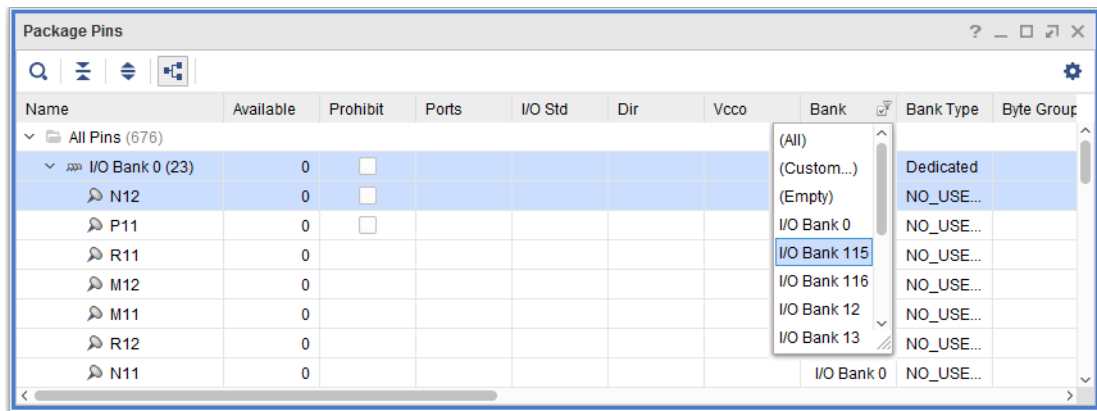 Package Pins
Name Available Prohibit Ports I/O Std Dir Vcco Bank Bank Type Byte Group
All Pins (676) (All)
I/O Bank 0 (23) 0 (Custom...) Dedicated
N12 0 (Empty) NO_USE...
P11 0 I/O Bank 0 NO_USE...
R11 0 I/O Bank 115 NO_USE...
M12 0 I/O Bank 116 NO_USE...
M11 0 I/O Bank 12 NO_USE...
R12 0 I/O Bank 13 NO_USE...
N11 0 I/O Bank 0 NO_USE...